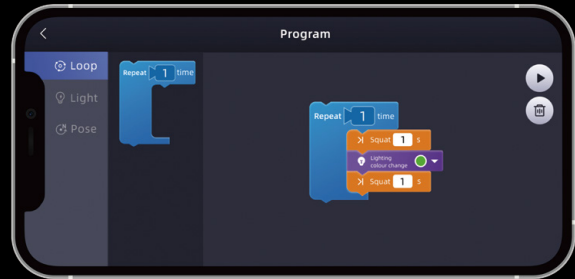 Program
Loop
Light
Pose
Repeat 1 time
Repeat 1 time
Squat 1 s
Lighting
colour change
Squat 1 s